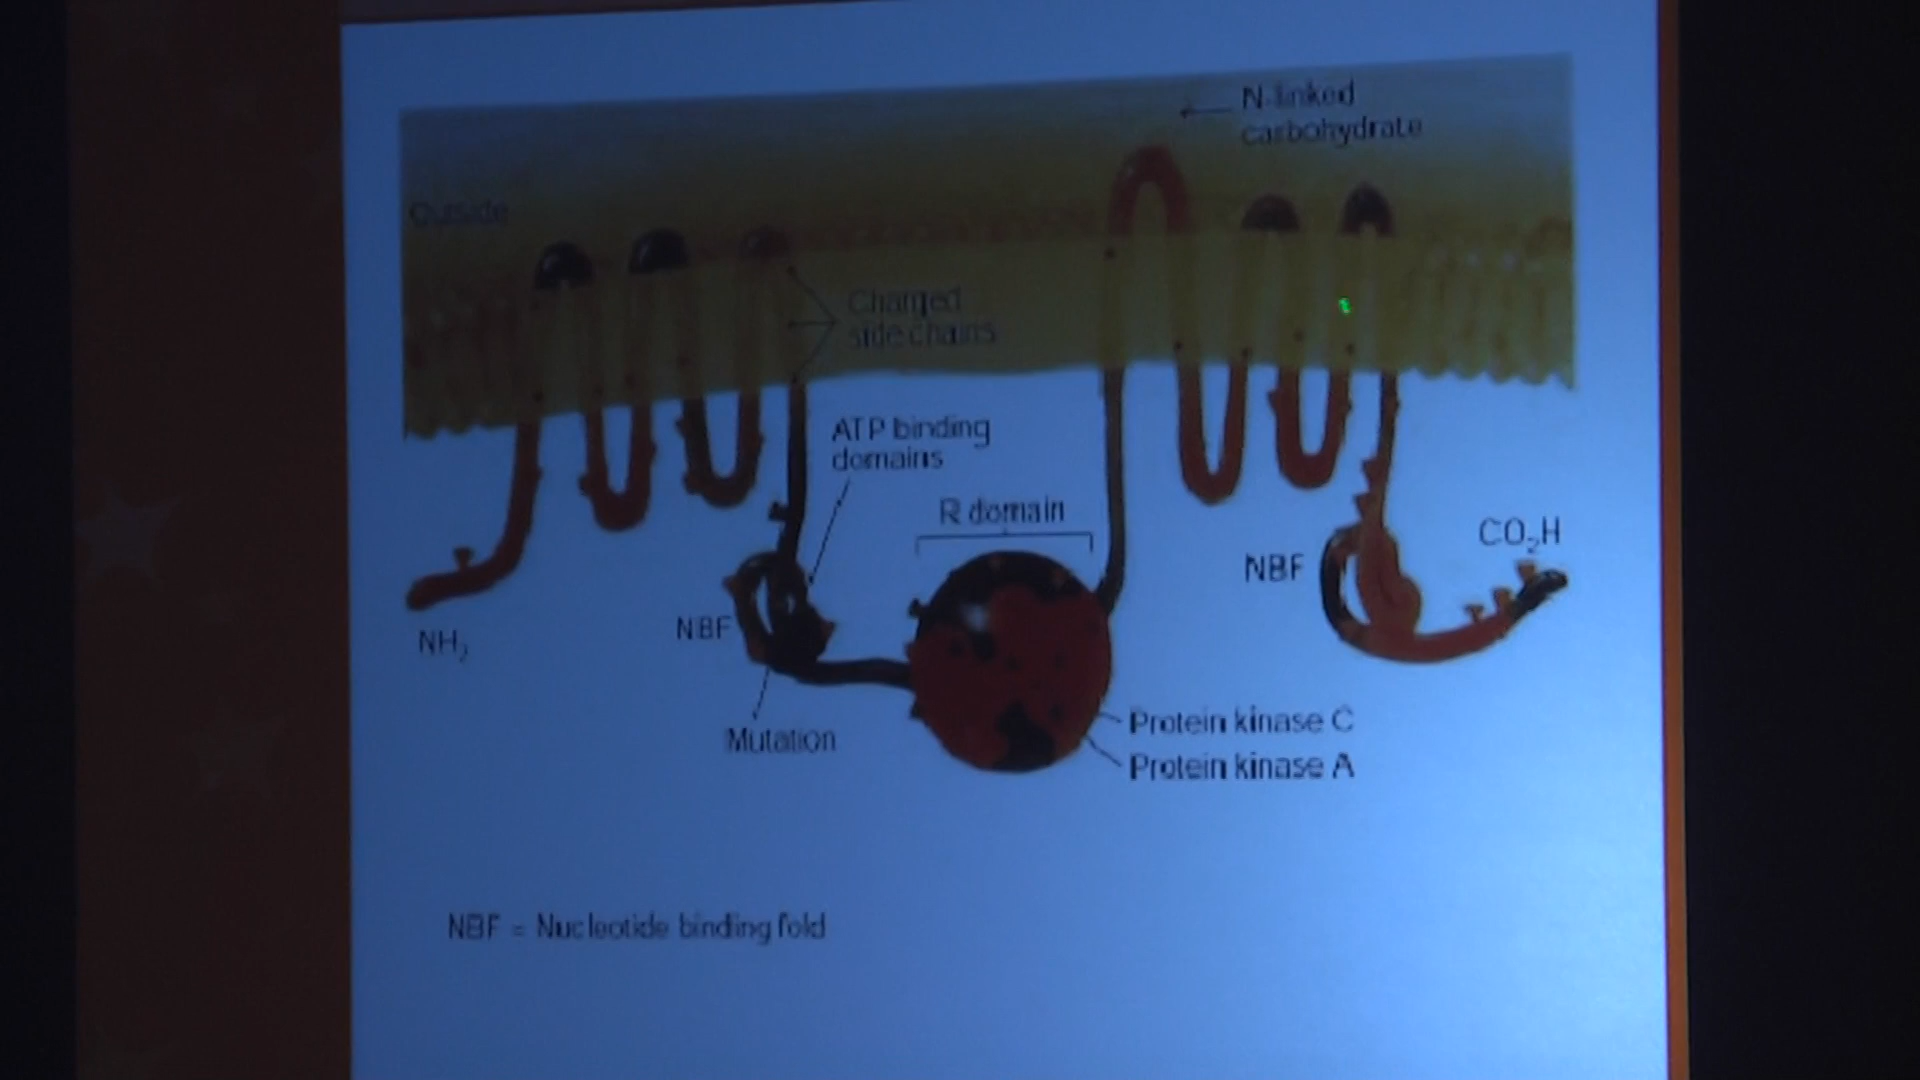 N-linked
carbohydrate
Outside
Charged
side chains
ATP binding
domains
R domain
CO₂H
NBF
NBF
NH₂
Protein kinase C
Mutation
Protein kinase A
NBF = Nucleotide binding fold